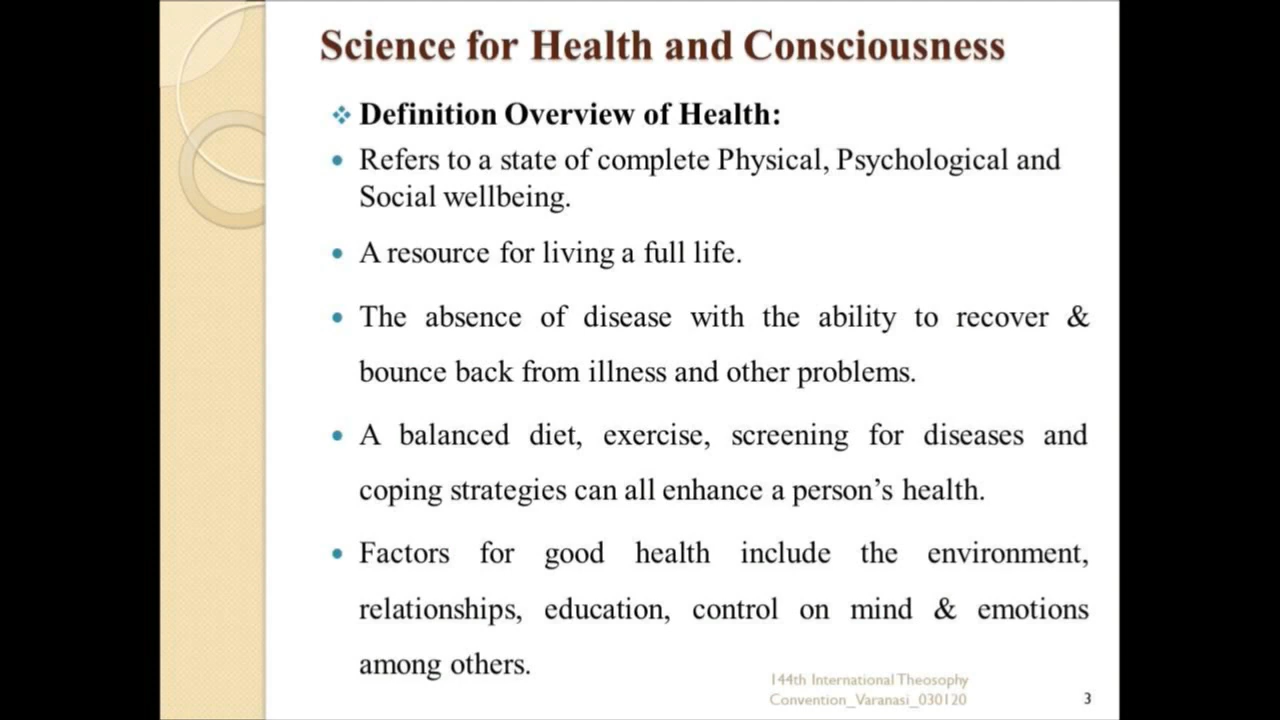 Science for Health and Consciousness
Definition Overview of Health:
Refers to a state of complete Physical, Psychological and
Social wellbeing.
A resource for living a full life.
The absence of disease with the ability to recover &
bounce back from illness and other problems.
A balanced diet, exercise, screening for diseases and
coping strategies can all enhance a person’s health.
Factors for good health include the environment,
relationships, education, control on mind & emotions
among others.
144th International Theosophy
Convention_Varanasi_030120
3